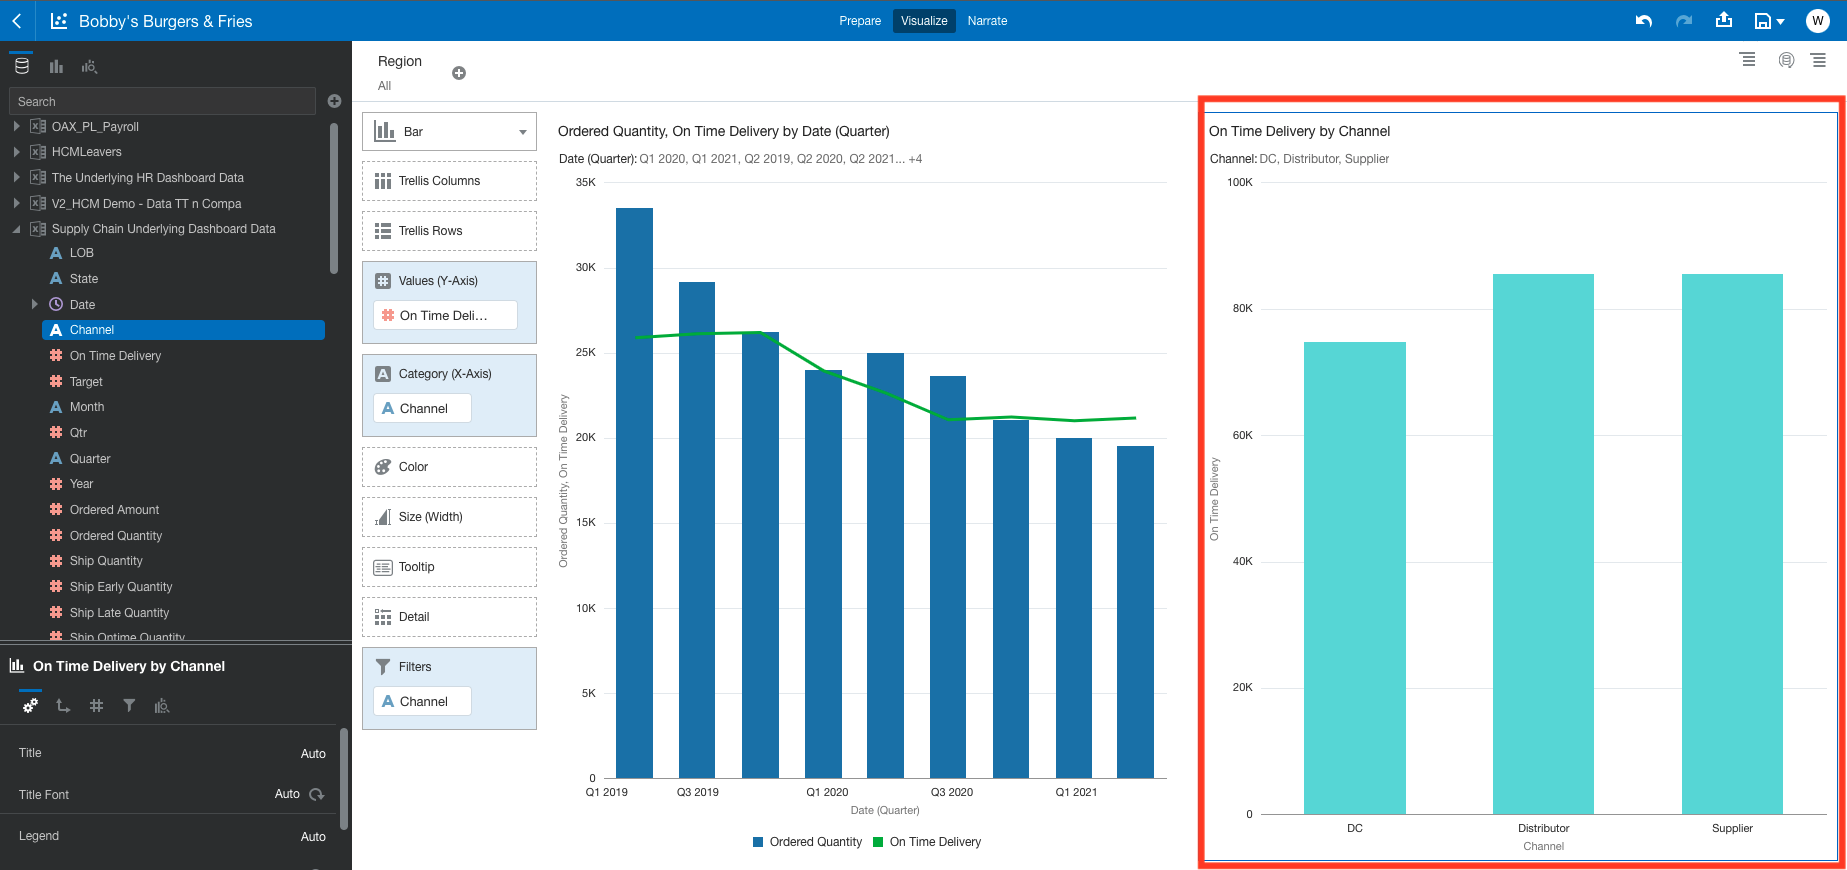 Bobby's Burgers & Fries
Prepare
Visualize
Narrate
W
Search
OAX_PL_Payroll
HCMLeavers
The Underlying HR Dashboard Data
V2_HCM Demo - Data TT n Compa
Supply Chain Underlying Dashboard Data
A LOB
A State
Date
A Channel
On Time Delivery
Target
A Month
Qtr
A Quarter
Year
Ordered Amount
Ordered Quantity
Ship Quantity
Ship Early Quantity
Ship Late Quantity
Ship Ontime Quantity
On Time Delivery by Channel
Title
Auto
Title Font
Auto
Legend
Auto
Region
All
Bar
Trellis Columns
Trellis Rows
Values (Y-Axis)
On Time Deli...
A Category (X-Axis)
A Channel
Color
Size (Width)
Tooltip
Detail
Filters
A Channel
Ordered Quantity, On Time Delivery by Date (Quarter)
Date (Quarter): Q1 2020, Q1 2021, Q2 2019, Q2 2020, Q2 2021... +4
35K
30K
25K
20K
15K
10K
5K
0
Ordered Quantity, On Time Delivery
Q1 2019
Q3 2019
Q1 2020
Q3 2020
Q1 2021
Date (Quarter)
Ordered Quantity
On Time Delivery
On Time Delivery by Channel
Channel: DC, Distributor, Supplier
100K
80K
60K
40K
20K
0
On Time Delivery
DC
Distributor
Supplier
Channel